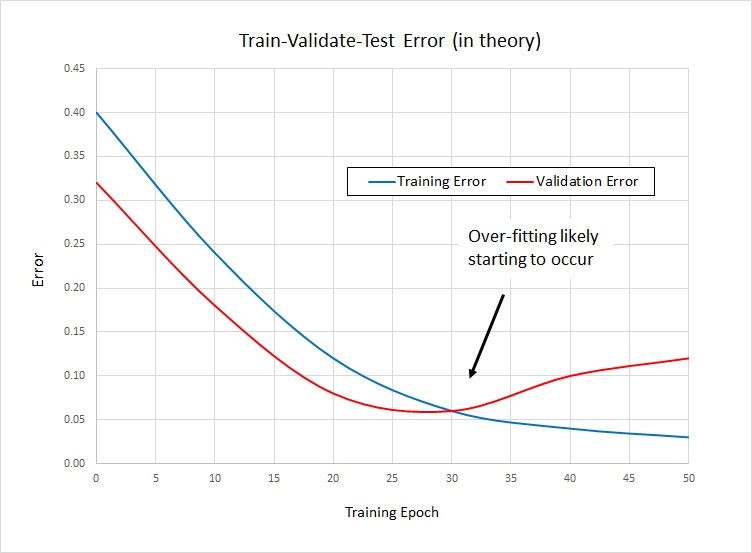 Train-Validate-Test Error (in theory)
0.45
0.40
0.35
0.30
0.25
0.20
0.15
0.10
0.05
0.00
Error
Training Error Validation Error
Over-fitting likely
starting to occur
0 5 10 15 20 25 30 35 40 45 50
Training Epoch